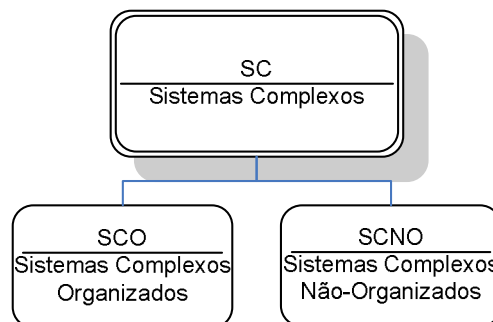 SC
Sistemas Complexos
SCO
Sistemas Complexos
Organizados
SCNO
Sistemas Complexos
Não-Organizados